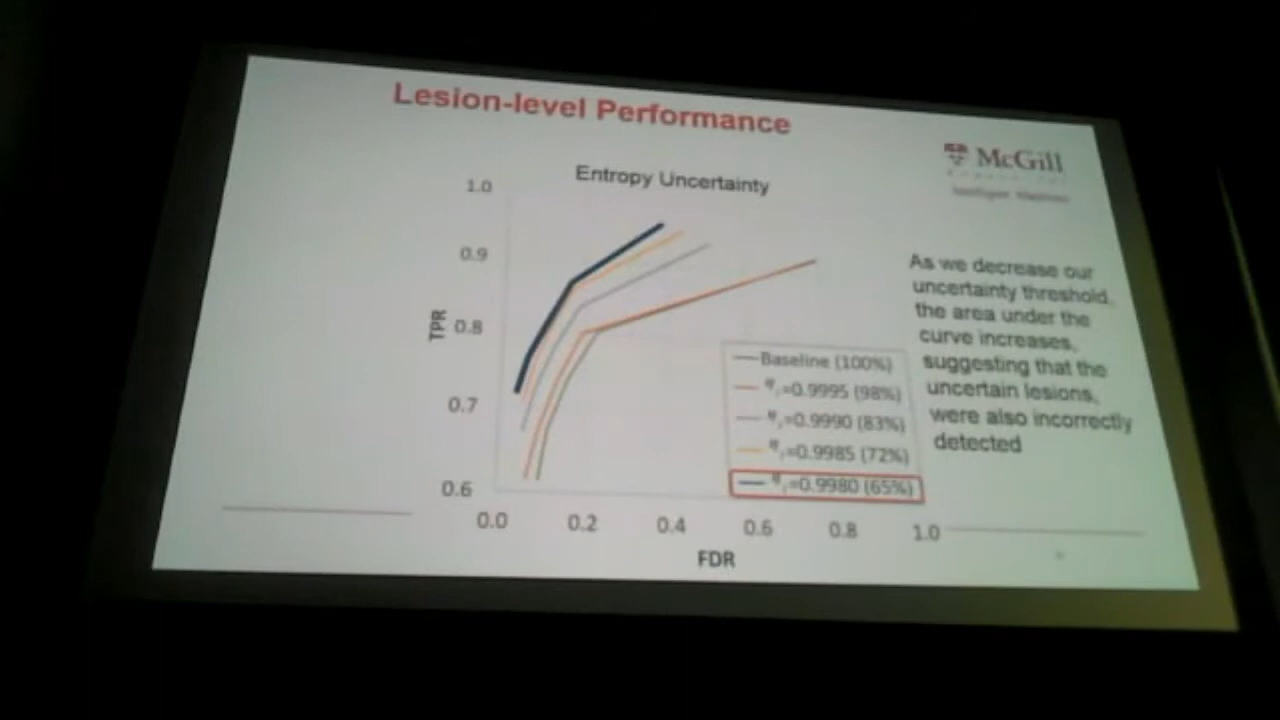 Lesion-level Performance
McGill
Entropy Uncertainty
1.0
0.9
0.8
0.7
0.6
TPR
0.0 0.2 0.4 0.6 0.8 1.0
FDR
Baseline (100%)
=0.9995 (98%)
=0.9990 (83%)
=0.9985 (72%)
=0.9980 (65%)
As we decrease our
uncertainty threshold,
the area under the
curve increases,
suggesting that the
uncertain lesions,
were also incorrectly
detected